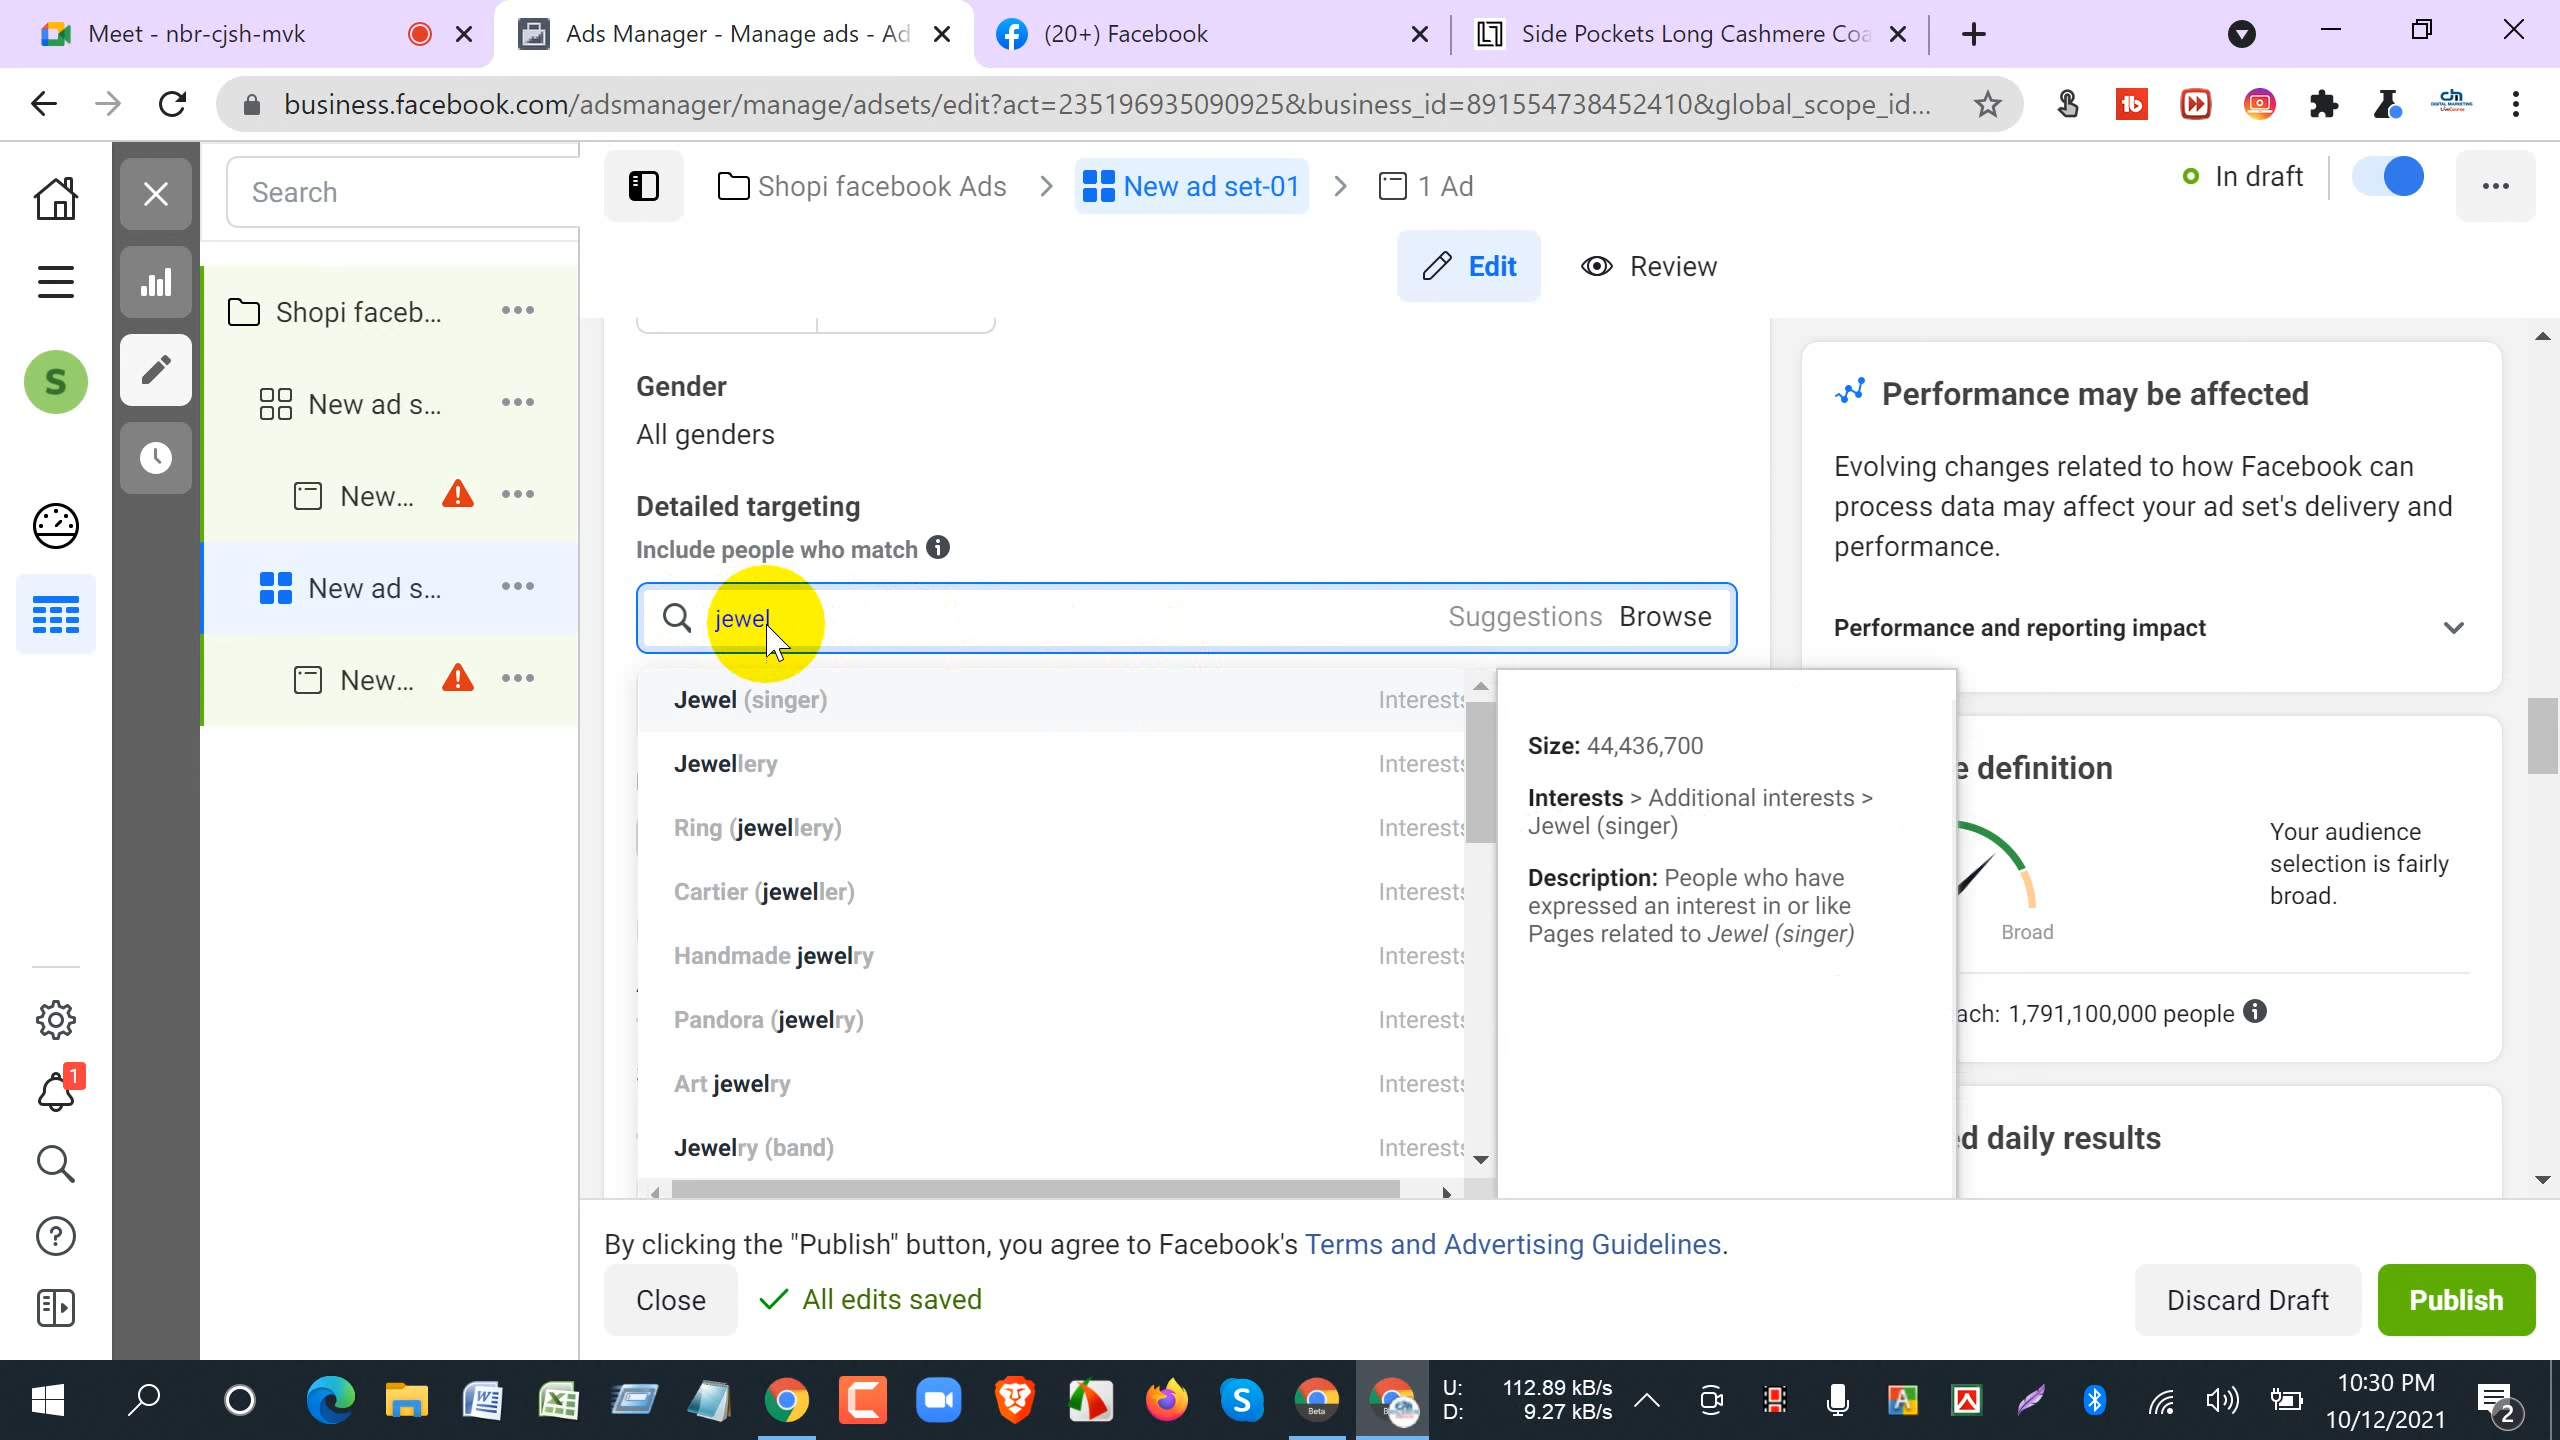 Meet - nbr-cjsh-mvk
Ads Manager - Manage ads - Ad
(20+) Facebook
Side Pockets Long Cashmere Coa
business.facebook.com/adsmanager/manage/adsets/edit?act=235196935090925&business_id=891554738452410&global_scope_id...
Search
Shopi facebook Ads
New ad set-01
1 Ad
In draft
Edit
Review
S
Shopi faceb...
New ad s...
New...
New ad s...
New...
Gender
All genders
Detailed targeting
Include people who match
jewel
Suggestions
Browse
Jewel (singer) Interests
Jewellery Interests
Ring (jewellery) Interests
Cartier (jeweller) Interests
Handmade jewelry Interests
Pandora (jewelry) Interests
Art jewelry Interests
Jewelry (band) Interests
Size: 44,436,700
Interests > Additional interests >
Jewel (singer)
Description: People who have
expressed an interest in or like
Pages related to Jewel (singer)
Performance may be affected
Evolving changes related to how Facebook can
process data may affect your ad set's delivery and
performance.
Performance and reporting impact
e definition
Your audience
selection is fairly
broad.
Broad
ach: 1,791,100,000 people
d daily results
1
By clicking the "Publish" button, you agree to Facebook's Terms and Advertising Guidelines.
Close
All edits saved
Discard Draft
Publish
U: 112.89 kB/s
D: 9.27 kB/s
10:30 PM
10/12/2021
2